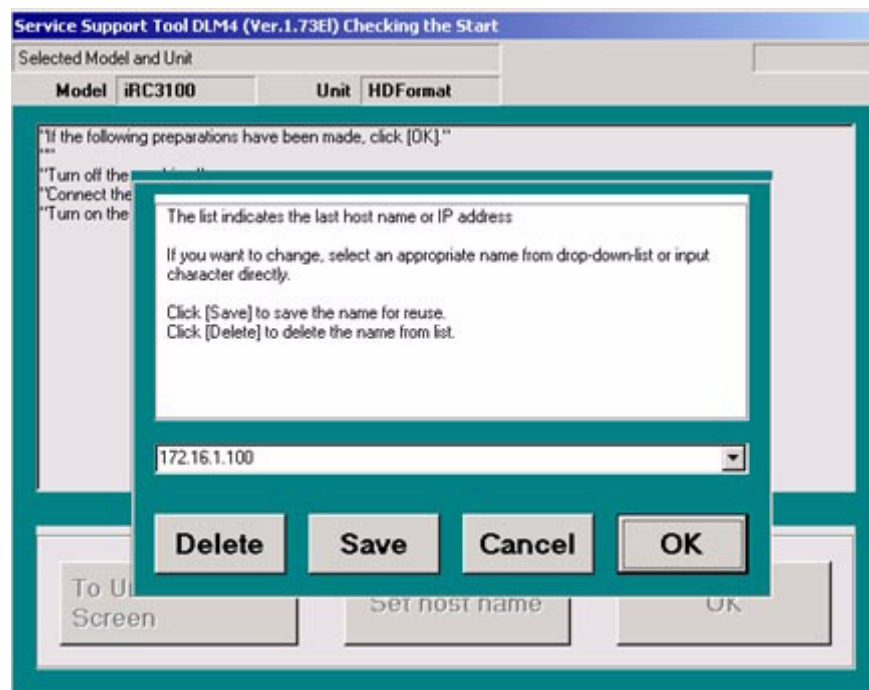 Service Support Tool DLM4 (Ver.1.73El) Checking the Start
Selected Model and Unit
Model iRC3100 Unit HDFormat
"If the following preparations have been made, click [OK]."
""
"Turn off the
"Connect the
"Turn on the
The list indicates the last host name or IP address
If you want to change, select an appropriate name from drop-down-list or input
character directly.
Click [Save] to save the name for reuse.
Click [Delete] to delete the name from list.
172.16.1.100
Delete Save Cancel OK
To
Screen
Set host name
OK